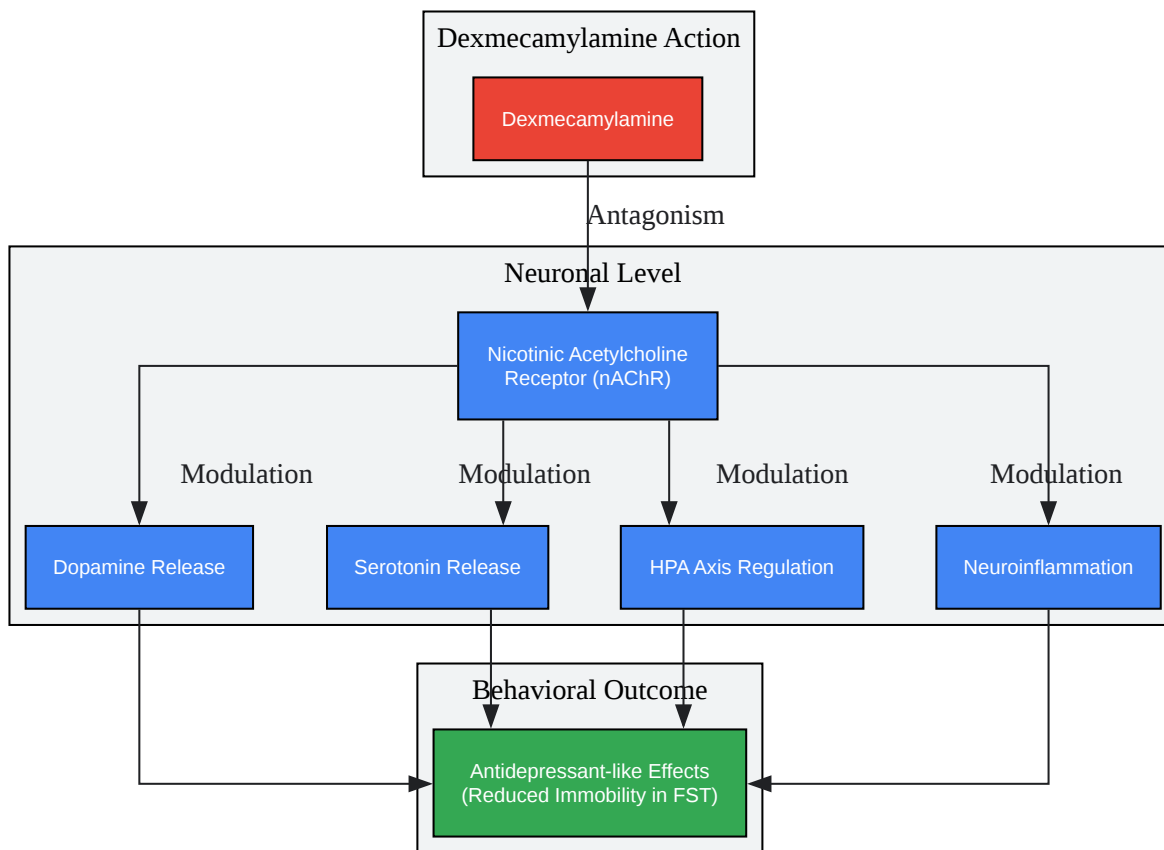 Dexmecamylamine Action
Dexmecamylamine
Antagonism
Neuronal Level
Nicotinic Acetylcholine
Receptor (nAChR)
Modulation
Modulation
Modulation
Modulation
Dopamine Release
Serotonin Release
HPA Axis Regulation
Neuroinflammation
Behavioral Outcome
Antidepressant-like Effects
(Reduced Immobility in FST)